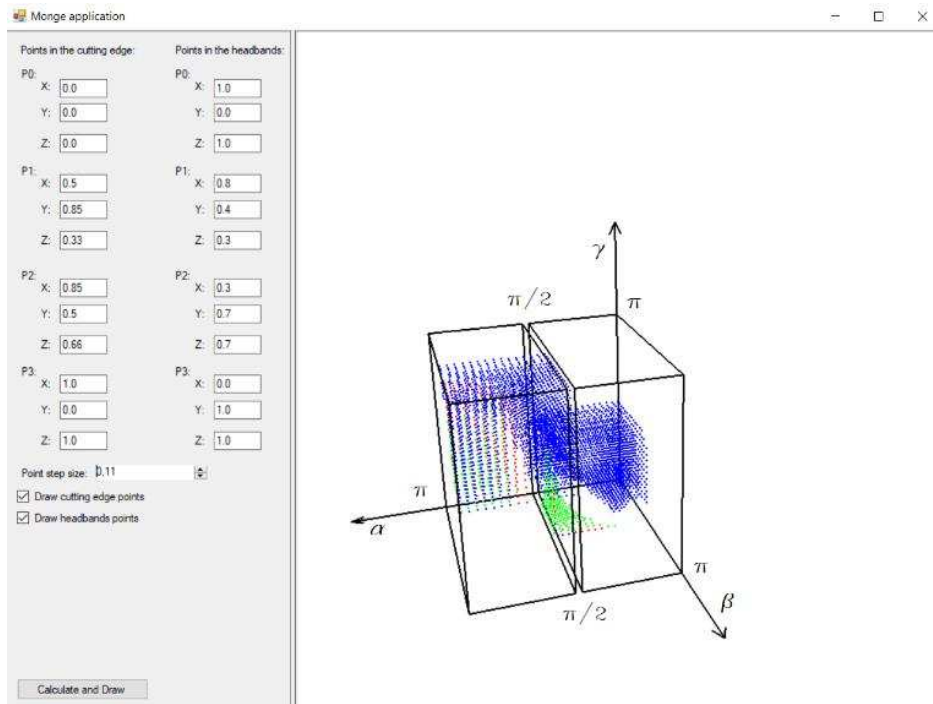 Monge application
Points in the cutting edge: Points in the headbands:
P0: P0:
X: 0.0 X: 1.0
Y: 0.0 Y: 0.0
Z: 0.0 Z: 1.0
P1: P1:
X: 0.5 X: 0.8
Y: 0.85 Y: 0.4
Z: 0.33 Z: 0.3
P2: P2:
X: 0.85 X: 0.3
Y: 0.5 Y: 0.7
Z: 0.66 Z: 0.7
P3: P3:
X: 1.0 X: 0.0
Y: 0.0 Y: 1.0
Z: 1.0 Z: 1.0
Point step size: 0.11
Draw cutting edge points
Draw headbands points
Calculate and Draw
γ
π/2 π
π
α
π
β
π/2